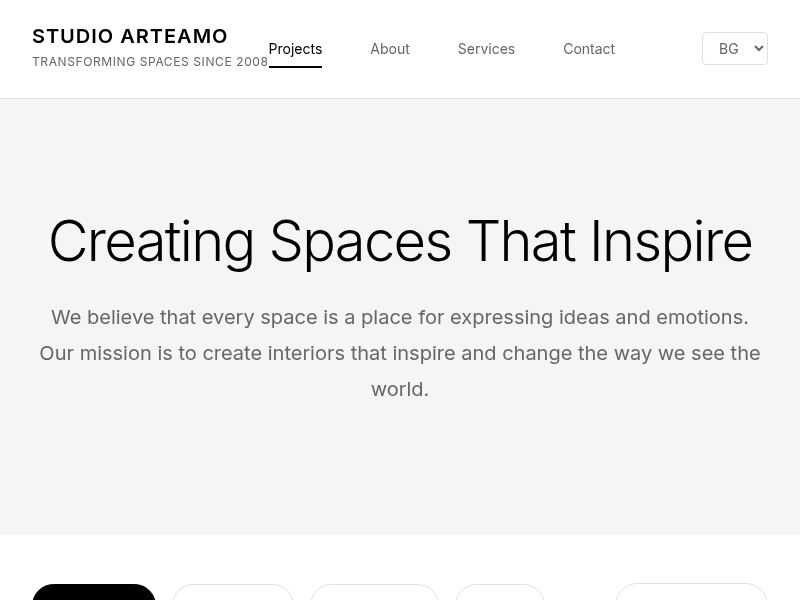 STUDIO ARTEAMO
TRANSFORMING SPACES SINCE 2008
Projects
About
Services
Contact
BG
Creating Spaces That Inspire
We believe that every space is a place for expressing ideas and emotions.
Our mission is to create interiors that inspire and change the way we see the
world.